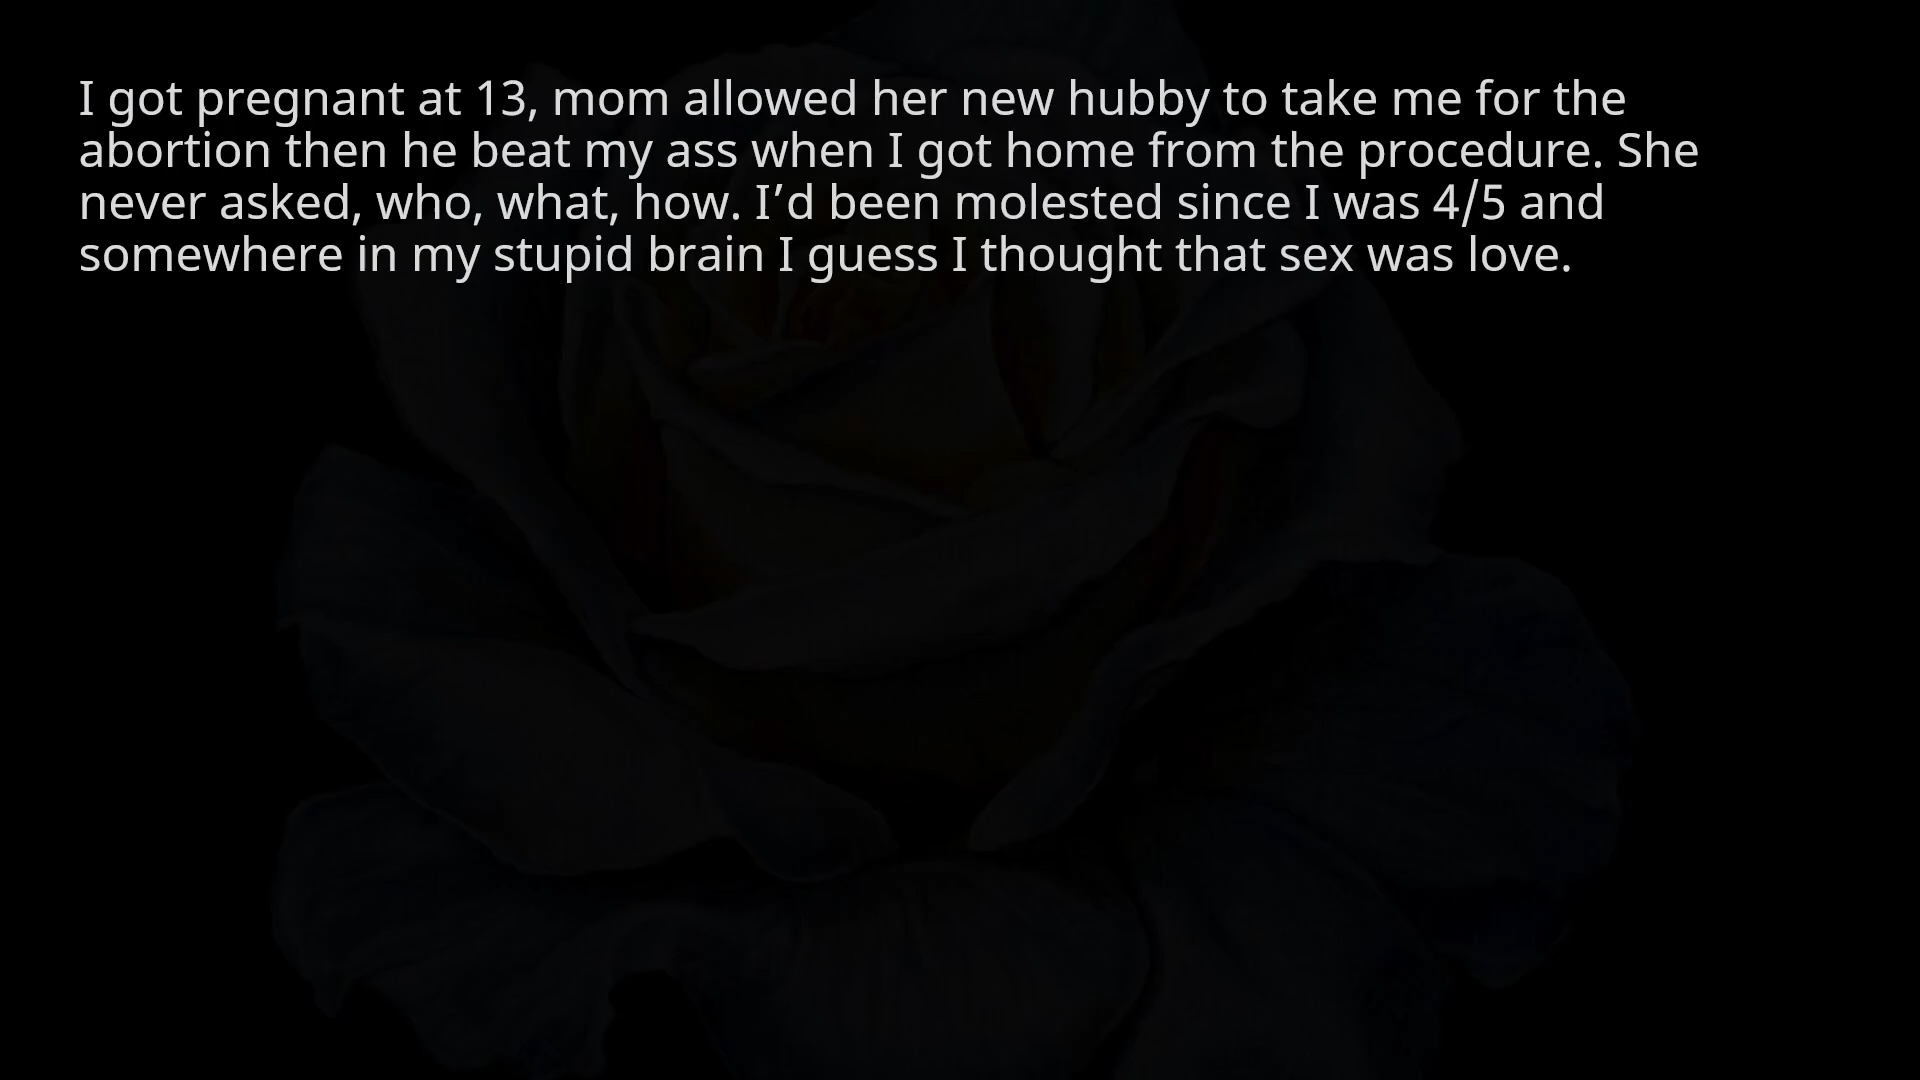 I got pregnant at 13, mom allowed her new hubby to take me for the
abortion then he beat my ass when I got home from the procedure. She
never asked, who, what, how. I’d been molested since I was 4/5 and
somewhere in my stupid brain I guess I thought that sex was love.